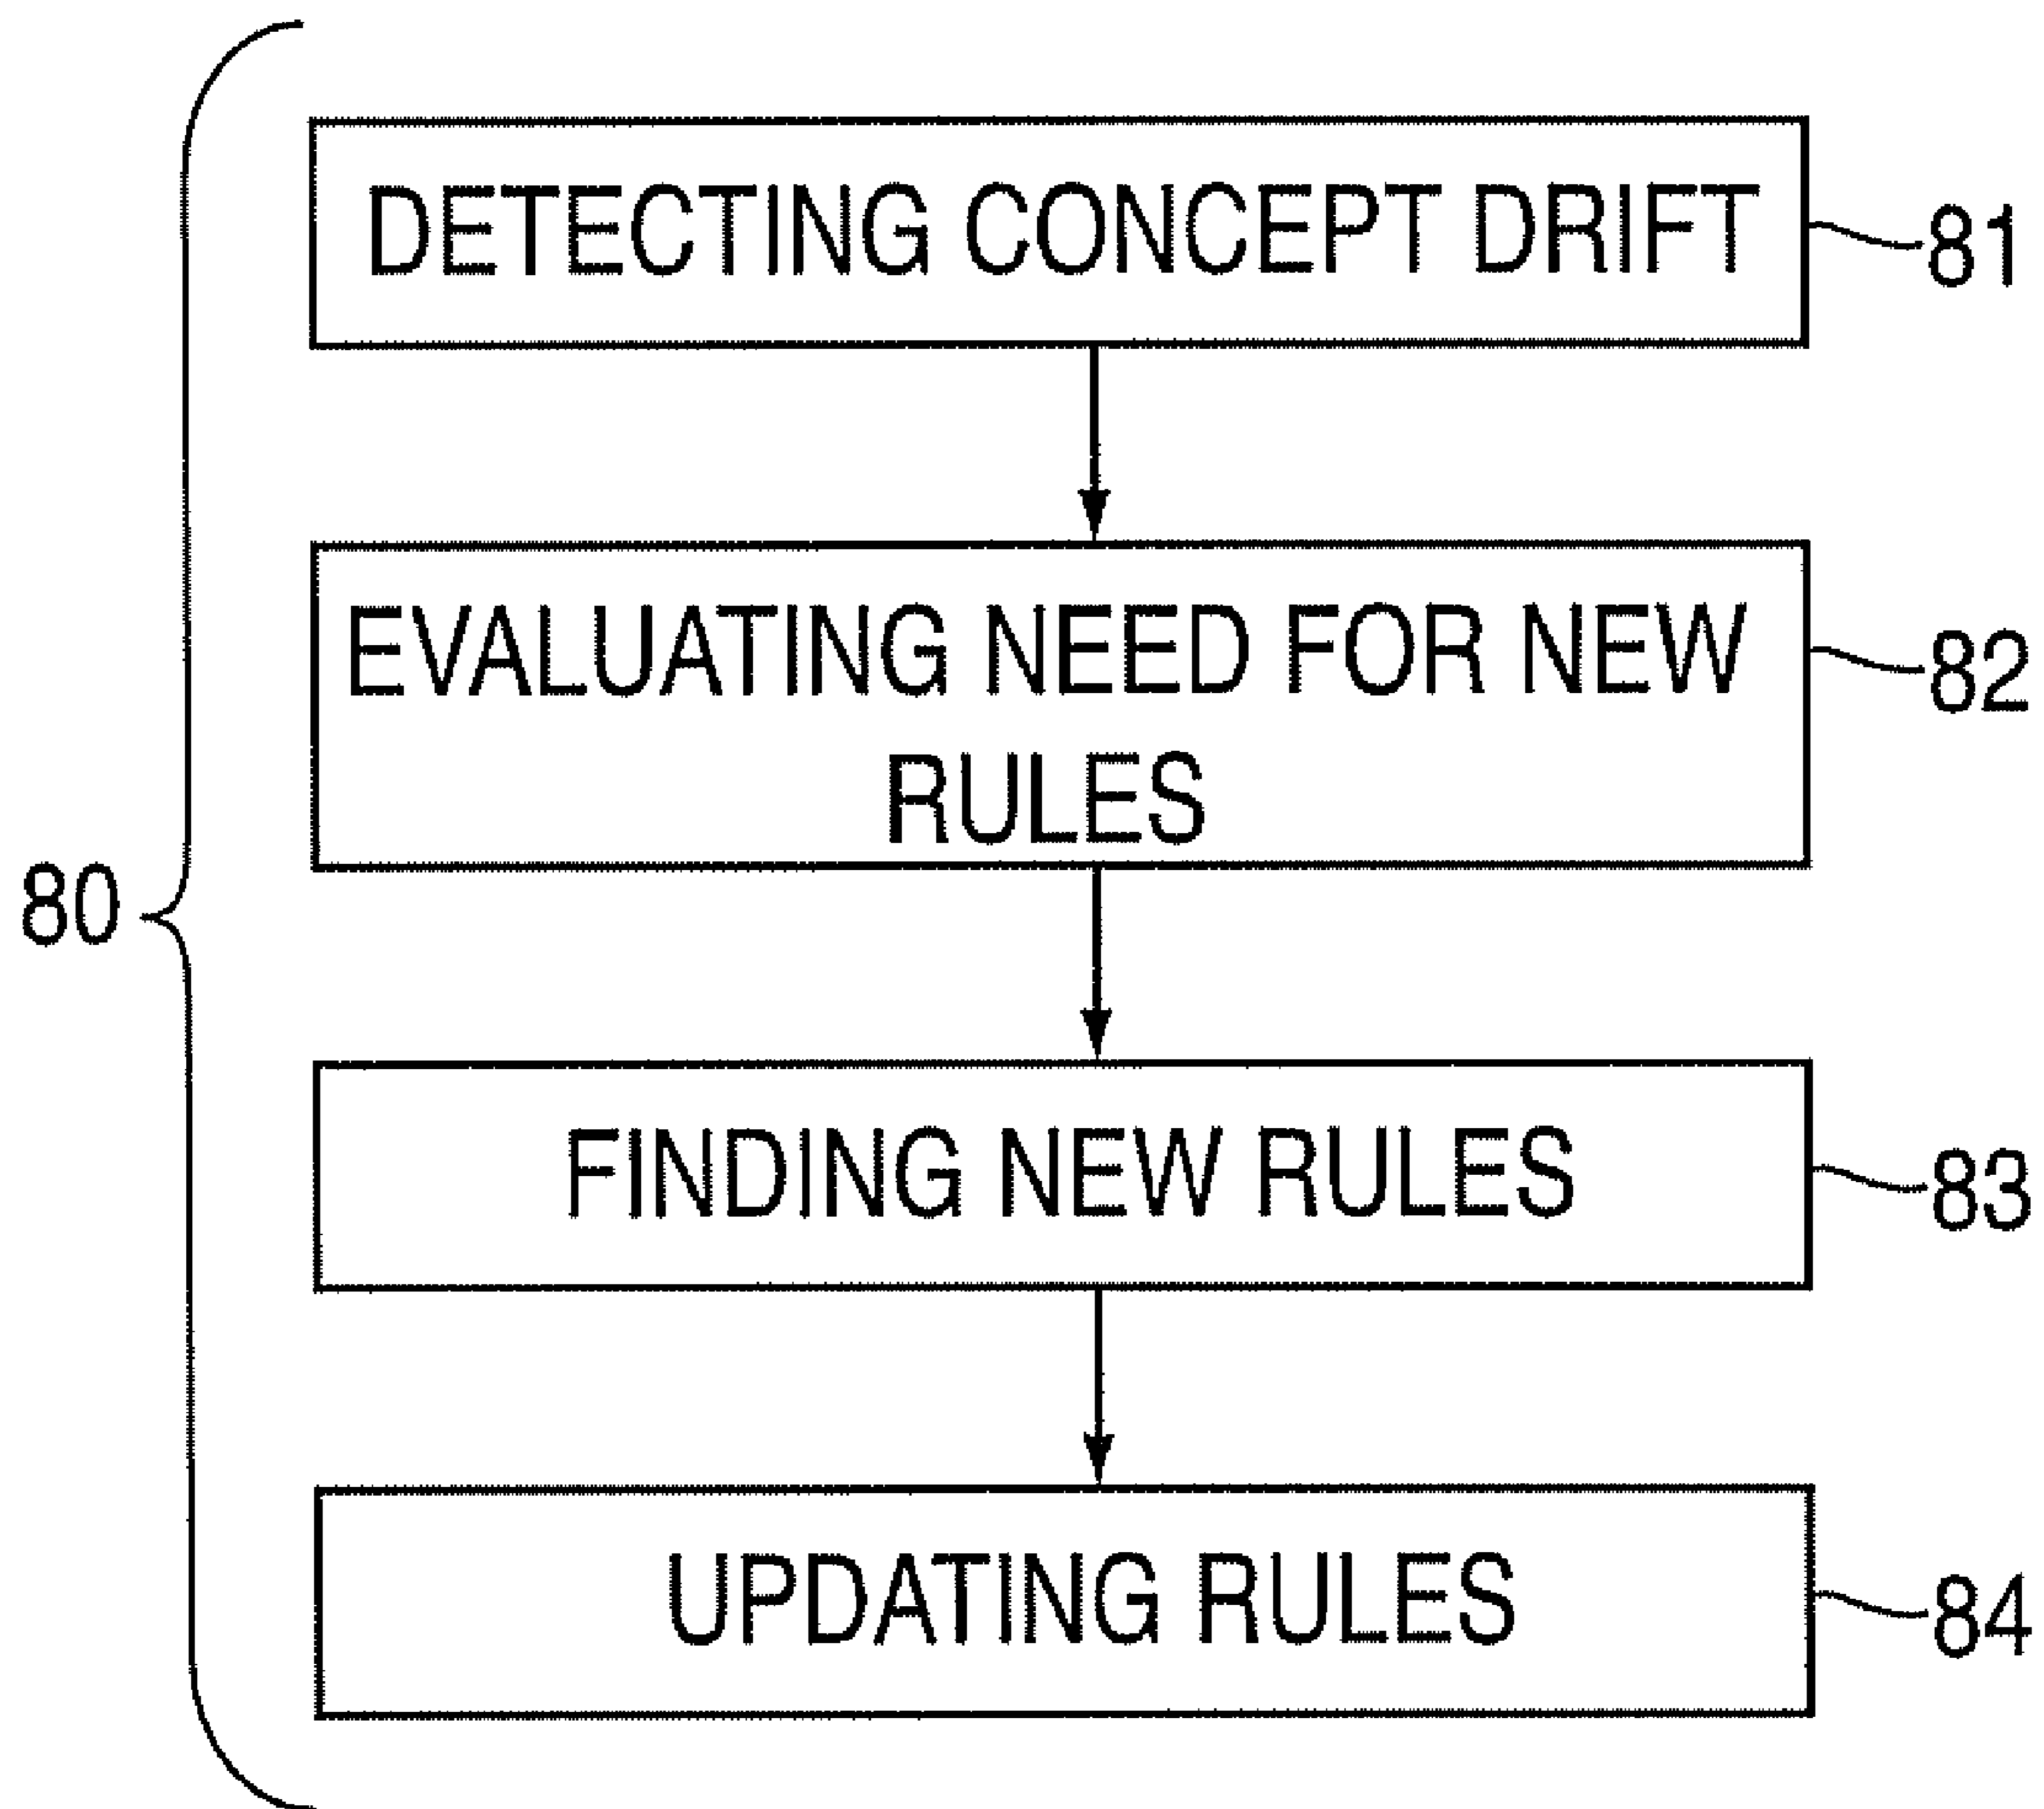 DETECTING CONCEPT DRIFT
81
EVALUATING NEED FOR NEW
RULES
82
80
FINDING NEW RULES
83
UPDATING RULES
84